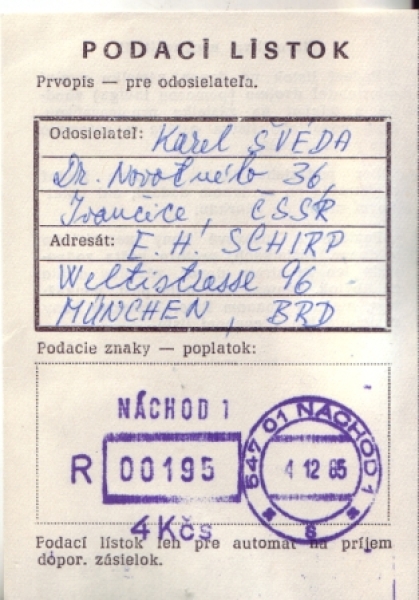 PODACÍ LÍSTOK
Prvopis — pre odosielateľa.
Odosielateľ: Karel ŠVÉDA
Dr. Novotného 36,
Ivančice, ČSSR
Adresát: E. H. SCHIRP
Weltistrasse 96
MÜNCHEN, BRD
Podacie znaky — poplatok:
NÁCHOD 1
R 00195
547 01 NÁCHOD 1
4 12 85
4 Kčs
Podací lístok leh pre automat na príjem
dopor. zásielok.